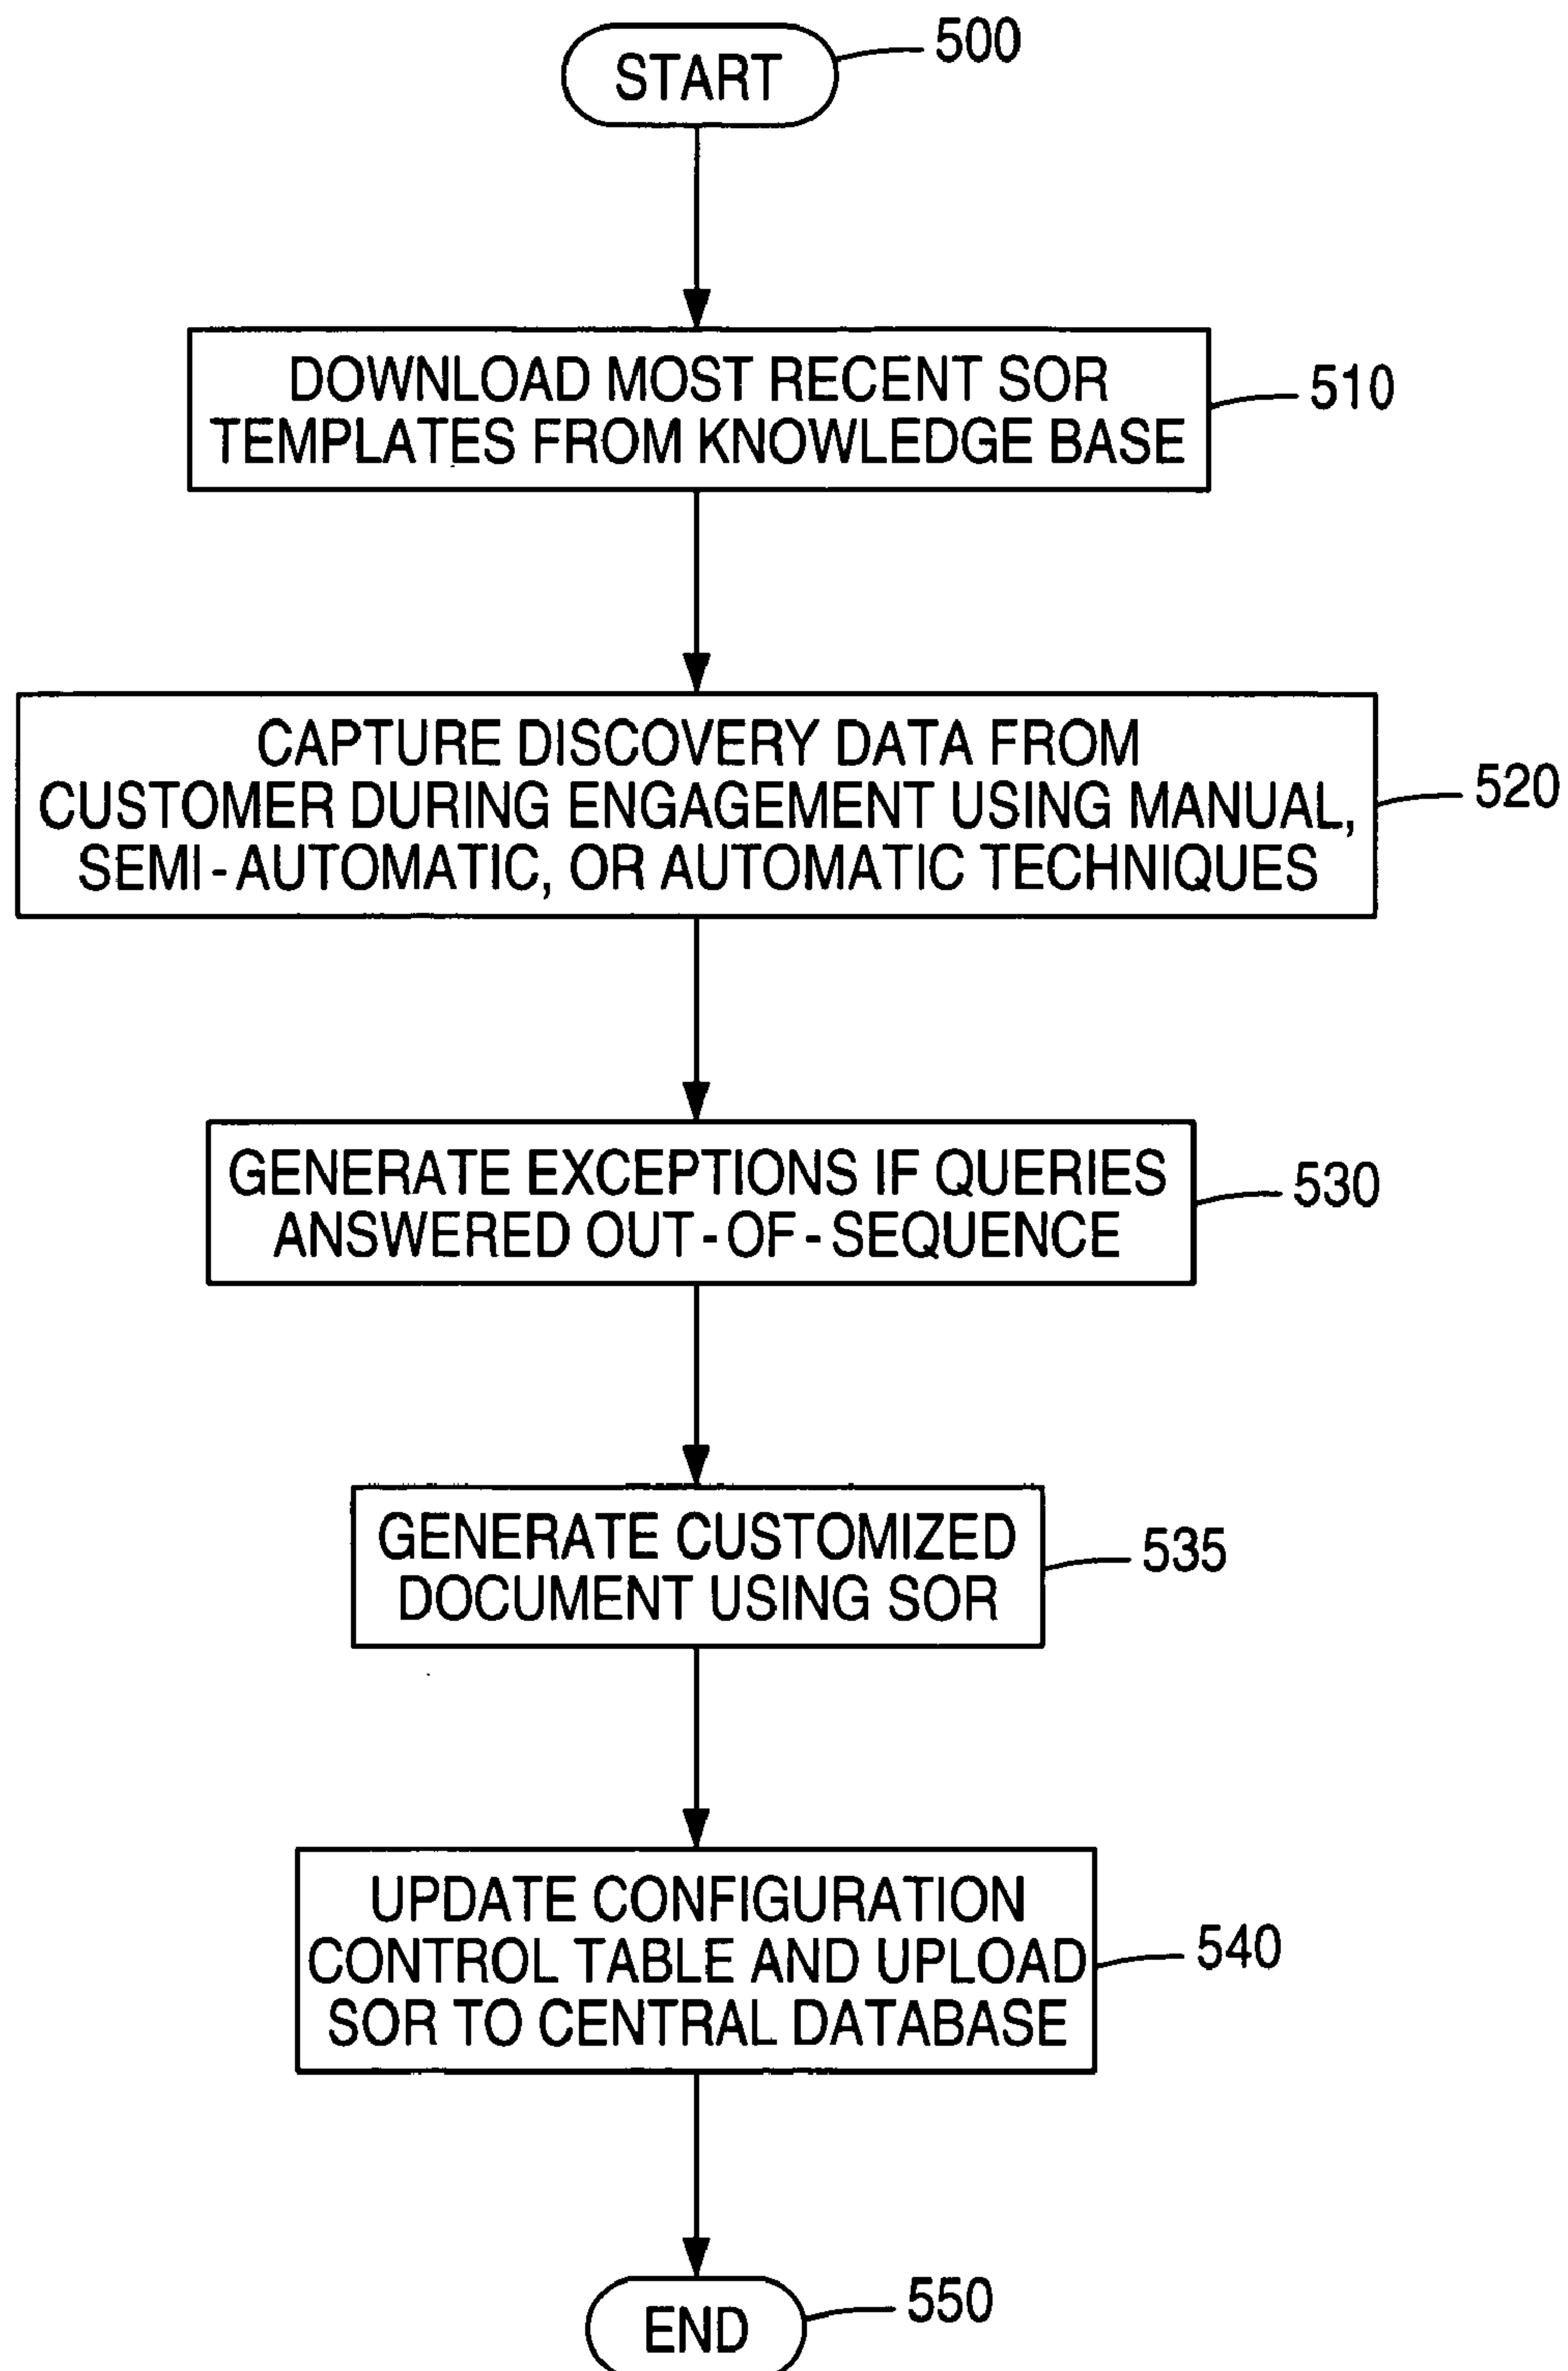 START
500
DOWNLOAD MOST RECENT SOR
TEMPLATES FROM KNOWLEDGE BASE
510
CAPTURE DISCOVERY DATA FROM
CUSTOMER DURING ENGAGEMENT USING MANUAL,
SEMI-AUTOMATIC, OR AUTOMATIC TECHNIQUES
520
GENERATE EXCEPTIONS IF QUERIES
ANSWERED OUT-OF-SEQUENCE
530
GENERATE CUSTOMIZED
DOCUMENT USING SOR
535
UPDATE CONFIGURATION
CONTROL TABLE AND UPLOAD
SOR TO CENTRAL DATABASE
540
END
550